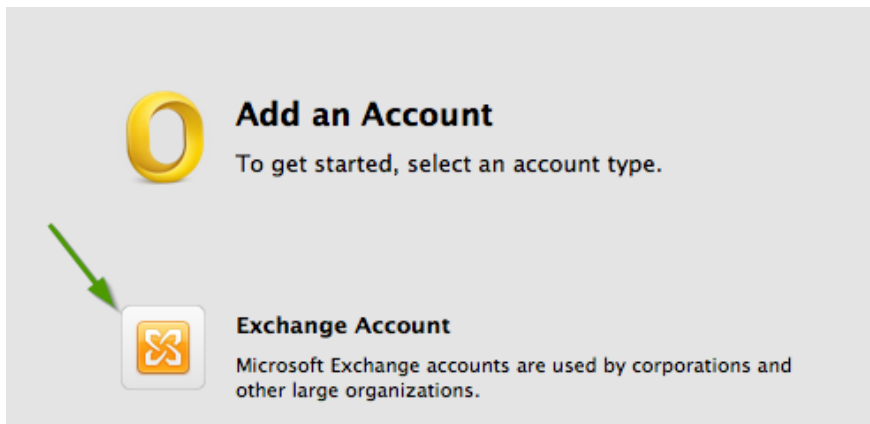 Add an Account
To get started, select an account type.
Exchange Account
Microsoft Exchange accounts are used by corporations and
other large organizations.